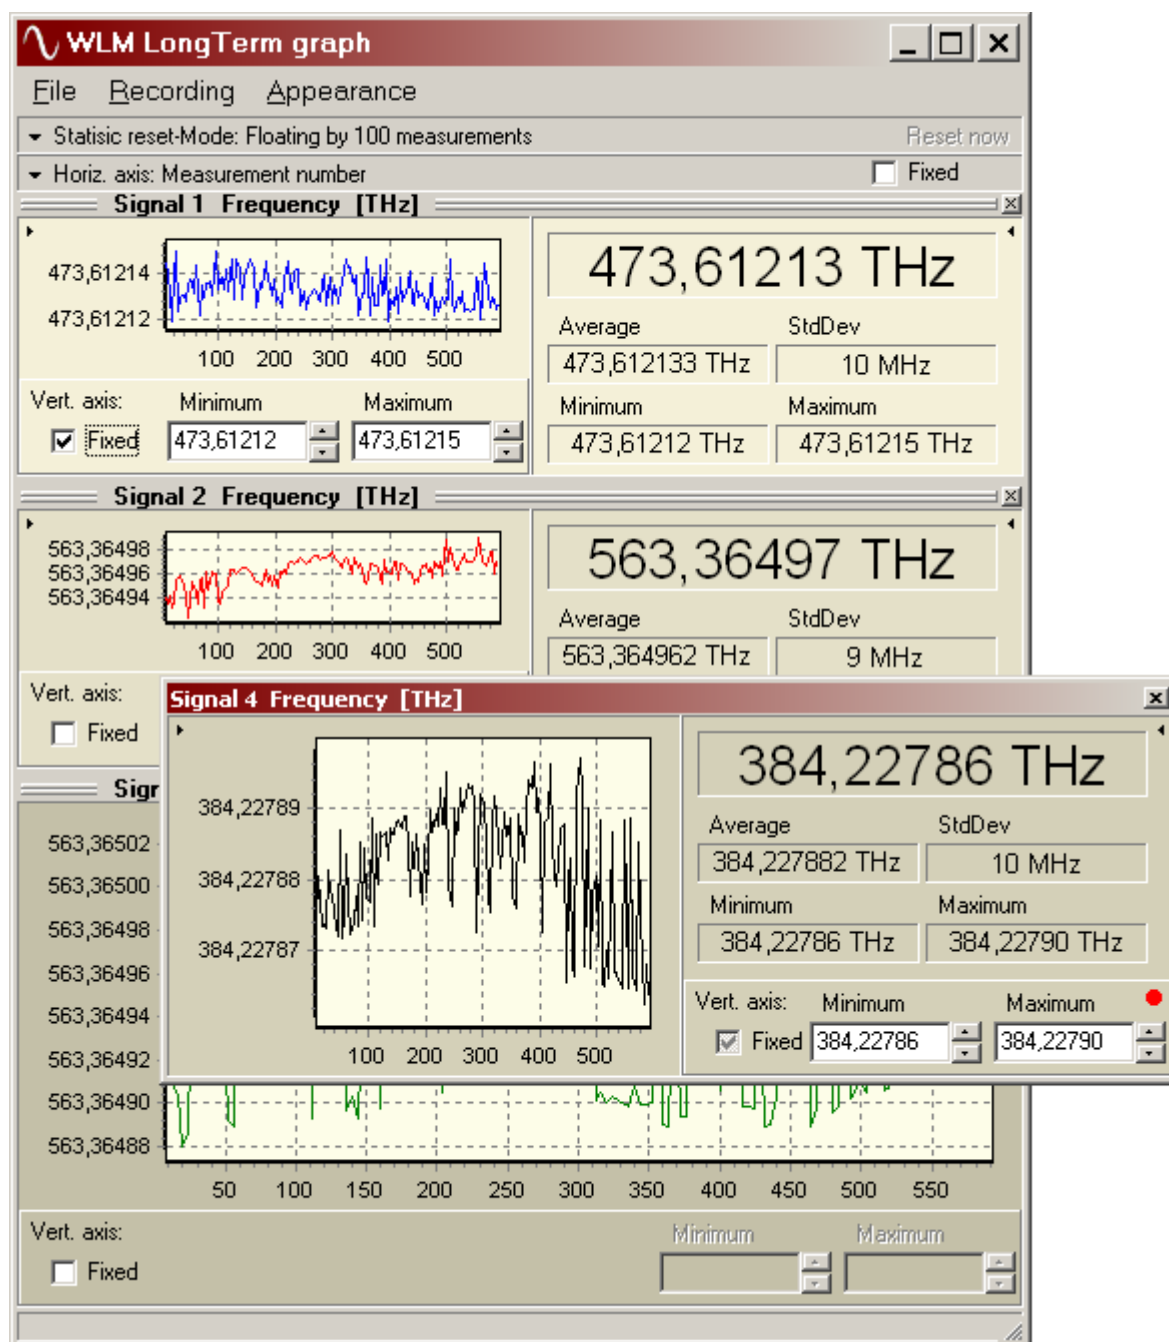 WLM LongTerm graph
File Recording Appearance
Statisic reset-Mode: Floating by 100 measurements Reset now
Horiz. axis: Measurement number Fixed
Signal 1 Frequency [THz]
473,61214
473,61212
100 200 300 400 500
473,61213 THz
Average StdDev
473,612133 THz 10 MHz
Minimum Maximum
473,61212 THz 473,61215 THz
Vert. axis: Minimum Maximum
Fixed 473,61212 473,61215
Signal 2 Frequency [THz]
563,36498
563,36496
563,36494
100 200 300 400 500
563,36497 THz
Average StdDev
563,364962 THz 9 MHz
Vert. axis:
Fixed
Signal 4 Frequency [THz]
384,22789
384,22788
384,22787
100 200 300 400 500
384,22786 THz
Average StdDev
384,227882 THz 10 MHz
Minimum Maximum
384,22786 THz 384,22790 THz
Vert. axis: Minimum Maximum
Fixed 384,22786 384,22790
563,36502
563,36500
563,36498
563,36496
563,36494
563,36492
563,36490
563,36488
50 100 150 200 250 300 350 400 450 500 550
Vert. axis: Minimum Maximum
Fixed